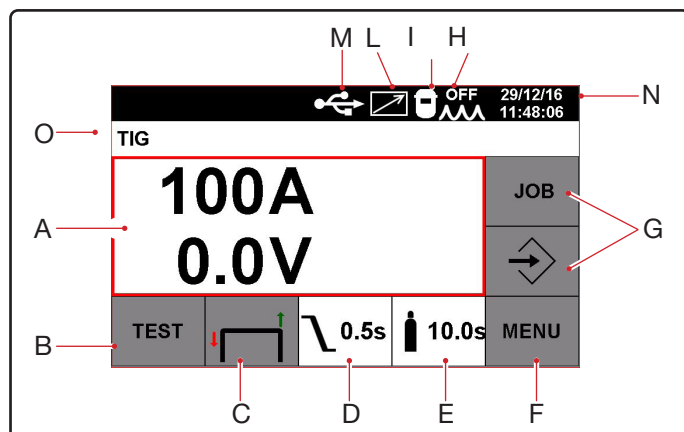 M L I H
OFF 29/12/16 N
11:48:06
O TIG
100A JOB
A G
0.0V
B TEST 0.5s 10.0s MENU
C D E F